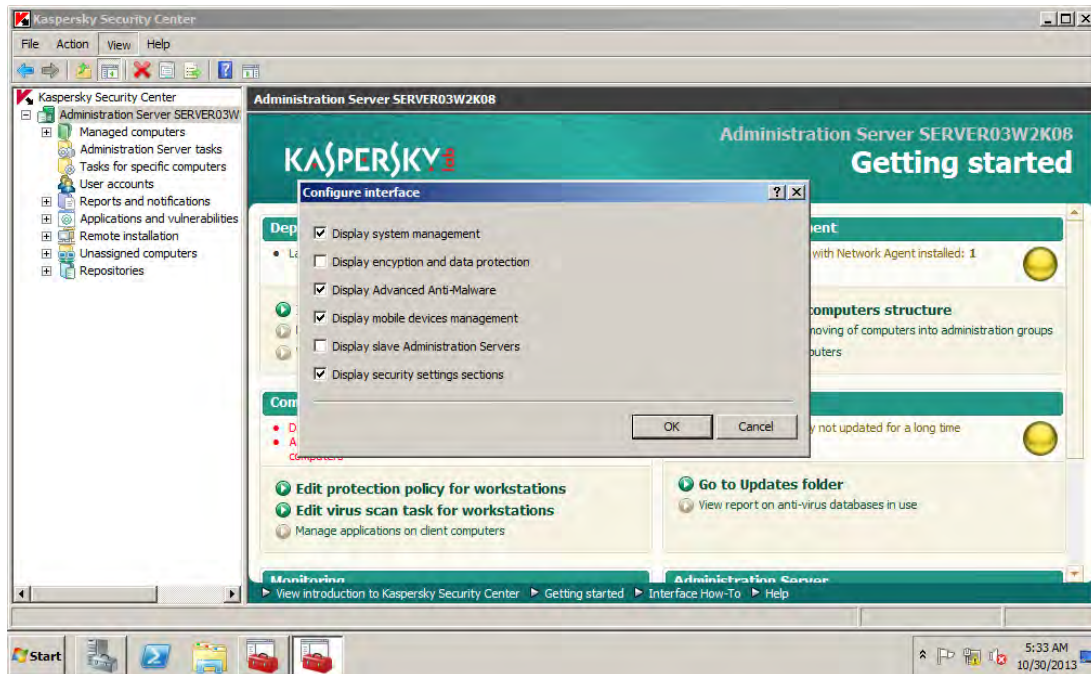 Kaspersky Security Center
File Action View Help
Kaspersky Security Center
Administration Server SERVER03W
Managed computers
Administration Server tasks
Tasks for specific computers
User accounts
Reports and notifications
Applications and vulnerabilities
Remote installation
Unassigned computers
Repositories
Administration Server SERVER03W2K08
KASPERSKY lab
Administration Server SERVER03W2K08
Getting started
Configure interface
Display system management
Display encyption and data protection
Display Advanced Anti-Malware
Display mobile devices management
Display slave Administration Servers
Display security settings sections
OK Cancel
Dep
ent
with Network Agent installed: 1
computers structure
moving of computers into administration groups
puters
Com
y not updated for a long time
computers
Edit protection policy for workstations
Edit virus scan task for workstations
Manage applications on client computers
Go to Updates folder
View report on anti-virus databases in use
Monitoring
Administration Server
View introduction to Kaspersky Security Center Getting started Interface How-To Help
Start
5:33 AM
10/30/2013